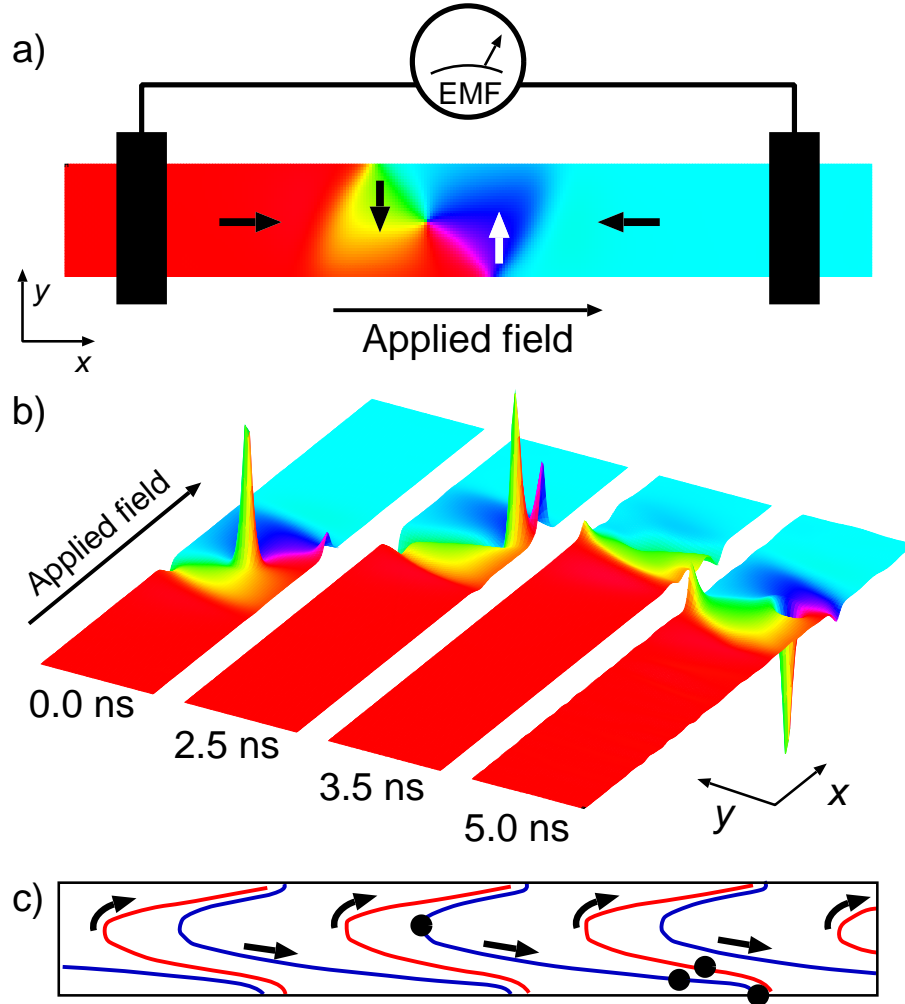 a)
EMF
y
x
Applied field
b)
Applied field
0.0 ns
2.5 ns
3.5 ns
5.0 ns
y
x
c)